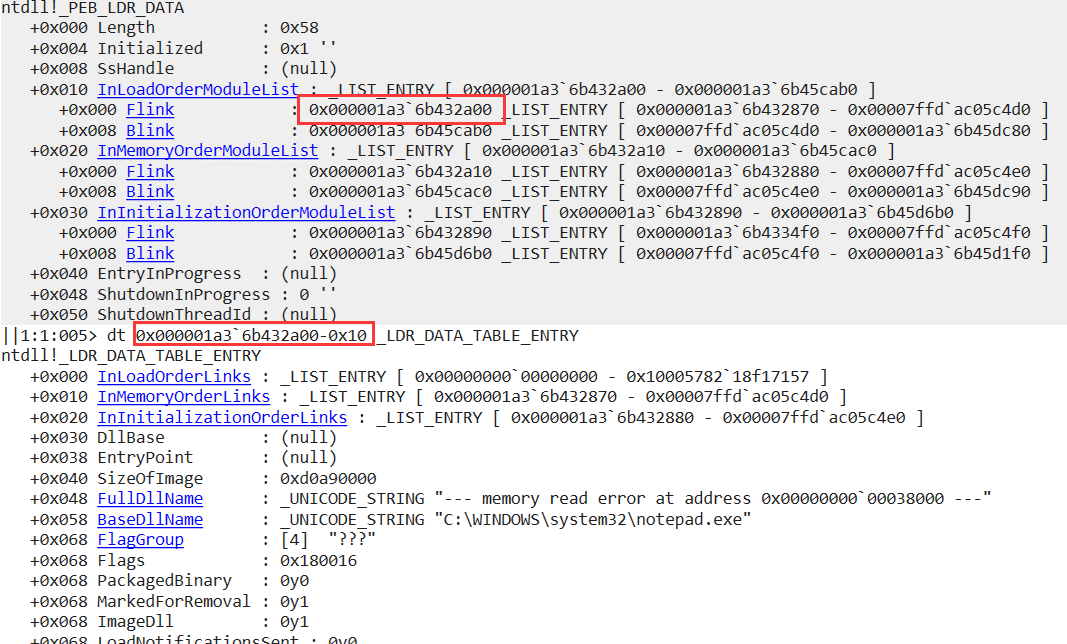 ntdll!_PEB_LDR_DATA
   +0x000 Length           : 0x58
   +0x004 Initialized      : 0x1 ''
   +0x008 SsHandle         : (null)
   +0x010 InLoadOrderModuleList : _LIST_ENTRY [ 0x000001a3`6b432a00 - 0x000001a3`6b45cab0 ]
      +0x000 Flink            : 0x000001a3`6b432a00 _LIST_ENTRY [ 0x000001a3`6b432870 - 0x00007ffd`ac05c4d0 ]
      +0x008 Blink            : 0x000001a3`6b45cab0 _LIST_ENTRY [ 0x00007ffd`ac05c4d0 - 0x000001a3`6b45dc80 ]
   +0x020 InMemoryOrderModuleList : _LIST_ENTRY [ 0x000001a3`6b432a10 - 0x000001a3`6b45cac0 ]
      +0x000 Flink            : 0x000001a3`6b432a10 _LIST_ENTRY [ 0x000001a3`6b432880 - 0x00007ffd`ac05c4e0 ]
      +0x008 Blink            : 0x000001a3`6b45cac0 _LIST_ENTRY [ 0x00007ffd`ac05c4e0 - 0x000001a3`6b45dc90 ]
   +0x030 InInitializationOrderModuleList : _LIST_ENTRY [ 0x000001a3`6b432890 - 0x000001a3`6b45d6b0 ]
      +0x000 Flink            : 0x000001a3`6b432890 _LIST_ENTRY [ 0x000001a3`6b4334f0 - 0x00007ffd`ac05c4f0 ]
      +0x008 Blink            : 0x000001a3`6b45d6b0 _LIST_ENTRY [ 0x00007ffd`ac05c4f0 - 0x000001a3`6b45d1f0 ]
   +0x040 EntryInProgress  : (null)
   +0x048 ShutdownInProgress : 0 ''
   +0x050 ShutdownThreadId : (null)
||1:1:005> dt 0x000001a3`6b432a00-0x10 _LDR_DATA_TABLE_ENTRY
ntdll!_LDR_DATA_TABLE_ENTRY
   +0x000 InLoadOrderLinks : _LIST_ENTRY [ 0x00000000`00000000 - 0x10005782`18f17157 ]
   +0x010 InMemoryOrderLinks : _LIST_ENTRY [ 0x000001a3`6b432870 - 0x00007ffd`ac05c4d0 ]
   +0x020 InInitializationOrderLinks : _LIST_ENTRY [ 0x000001a3`6b432880 - 0x00007ffd`ac05c4e0 ]
   +0x030 DllBase          : (null)
   +0x038 EntryPoint       : (null)
   +0x040 SizeOfImage      : 0xd0a90000
   +0x048 FullDllName      : _UNICODE_STRING "--- memory read error at address 0x00000000`00038000 ---"
   +0x058 BaseDllName      : _UNICODE_STRING "C:\WINDOWS\system32\notepad.exe"
   +0x068 FlagGroup        : [4]  "???"
   +0x068 Flags            : 0x180016
   +0x068 PackagedBinary   : 0y0
   +0x068 MarkedForRemoval : 0y1
   +0x068 ImageDll         : 0y1
   +0x068 LoadNotificationsSent : 0y0